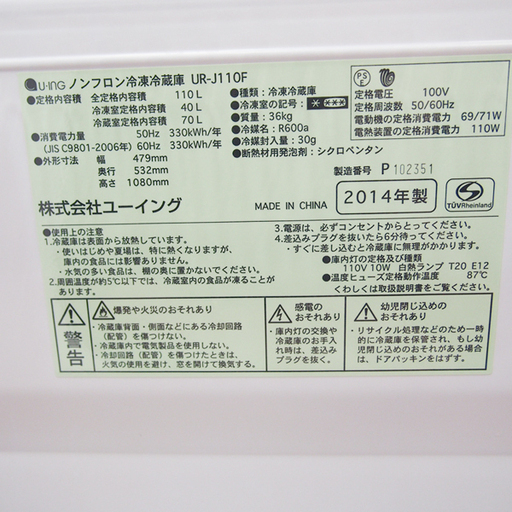 U-ING ノンフロン冷凍冷蔵庫 UR-J110F
●定格内容積 全定格内容積 110L
冷凍室定格内容積 40L
冷蔵室定格内容積 70L
●消費電力量 50Hz 330kWh/年
(JIS C9801-2006年) 60Hz 330kWh/年
●外形寸法 幅 479mm
奥行 532mm
高さ 1080mm
株式会社ユーイング
●種類：冷凍冷蔵庫
●冷凍室の記号：* ***
●質量：36kg
●冷媒名：R600a
●冷媒封入量：30g
●断熱材用発泡剤：シクロペンタン
PSE
定格電圧 100V
定格周波数 50/60Hz
電動機の定格消費電力 69/71W
電熱装置の定格消費電力 110W
製造番号 P102351
MADE IN CHINA
2014年製
TÜVRheinland
●使用上の注意
1.冷蔵庫は表面から放熱しています。
・使いはじめや夏場は、特に熱くなりますが、
庫内の食品には影響ございません。
・水気の多い食品は、棚の奥に置かないでください。
2.周囲温度が約5℃以下では、冷蔵室内の食品が凍ることが
あります。
3.電源は、必ずコンセントからとってください。
4.差込みプラグを抜いたら6分待ってください。
・すぐに差し込むと冷蔵庫に無理がかかります。
●庫内灯の定格及び種類
110V 10W 白熱ランプ T20 E12
●温度ヒューズ定格動作温度 87℃
くわしくは取扱説明書をご覧ください。
警告
爆発や火災のおそれあり
・冷蔵庫背面・側面などにある冷却回路
（配管）を傷つけない。
・冷蔵庫内で電気製品を使用しない。
・冷却回路（配管）を傷つけたときは、
火気の使用を避け、窓を開けて換気する。
感電の
おそれあり
・庫内灯の交換や
冷蔵庫のお手入
れ時は、差込み
プラグを抜く。
幼児閉じ込めの
おそれあり
・リサイクル処理などのため一時
的に冷蔵庫を保管され、もし幼
児閉じこめのおそれがある場合
は、ドアパッキンをはずす。